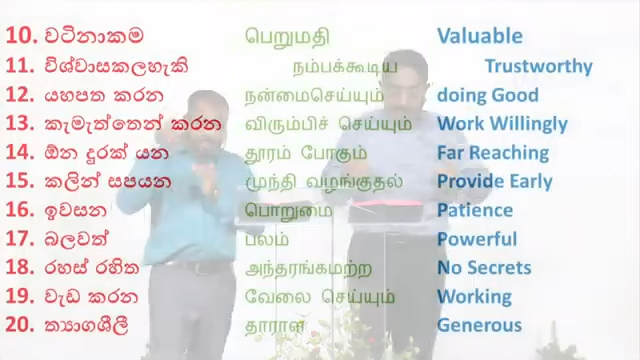 10. වටිනාකම பெறுமதி Valuable
11. විශ්වාසකලහැකි நம்பக்கூடிய Trustworthy
12. යහපත කරන நன்மைசெய்யும் doing Good
13. කැමැත්තෙන් කරන விரும்பிச் செய்யும் Work Willingly
14. ඕන දුරක් යන தூரம் போகும் Far Reaching
15. කලින් සපයන முந்தி வழங்குதல் Provide Early
16. ඉවසන பொறுமை Patience
17. බලවත් பலம் Powerful
18. රහස් රහිත அந்தரங்கமற்ற No Secrets
19. වැඩ කරන வேலை செய்யும் Working
20. ත්‍යාගශීලී தாராள Generous